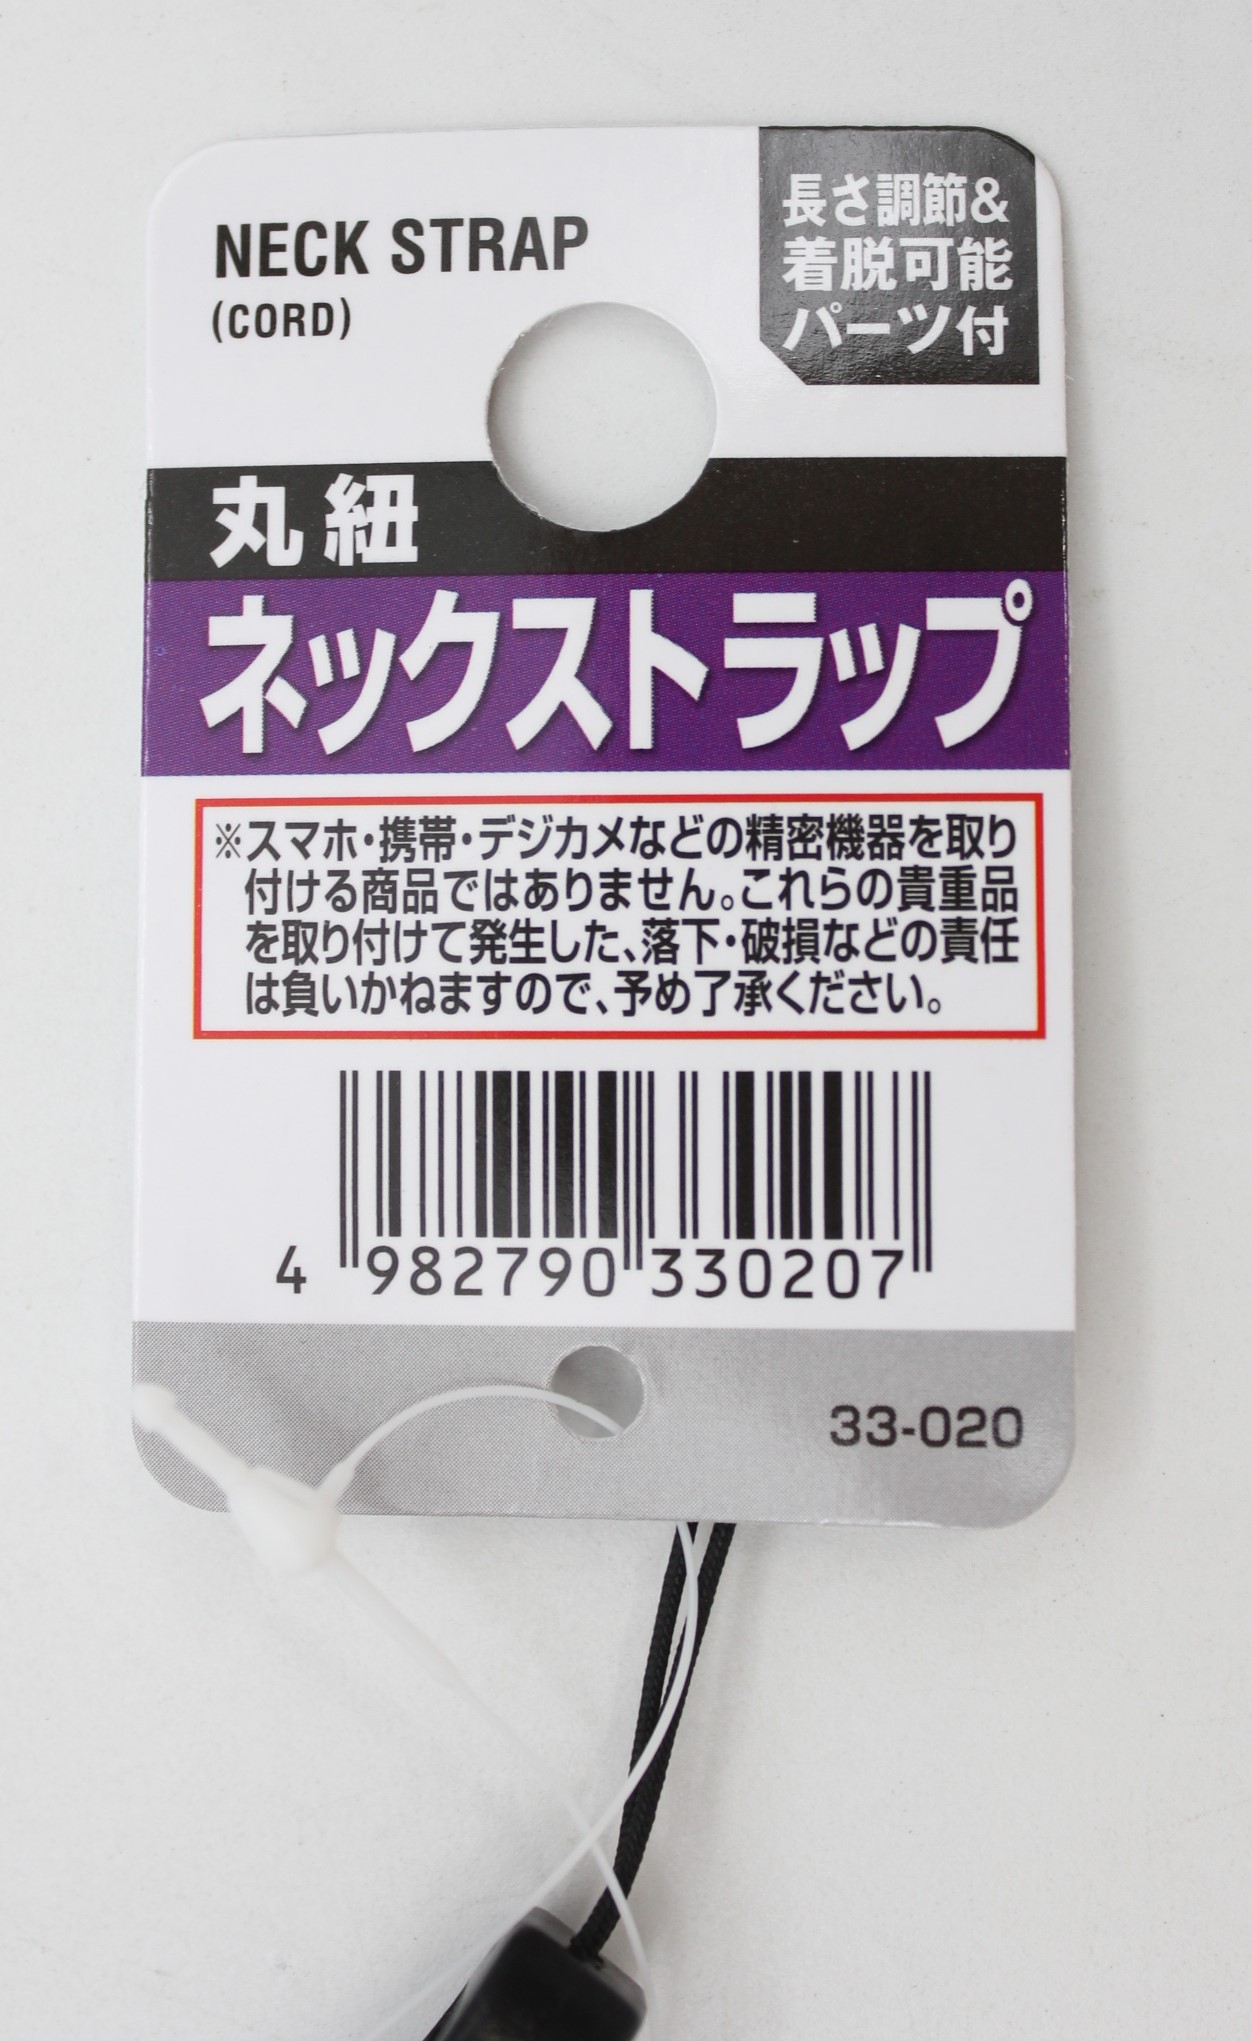 NECK STRAP
(CORD)
長さ調節&
着脱可能
パーツ付
丸紐
ネックストラップ
※スマホ・携帯・デジカメなどの精密機器を取り
付ける商品ではありません。これらの貴重品
を取り付けて発生した、落下・破損などの責任
は負いかねますので、予め了承ください。
4 982790 330207
33-020